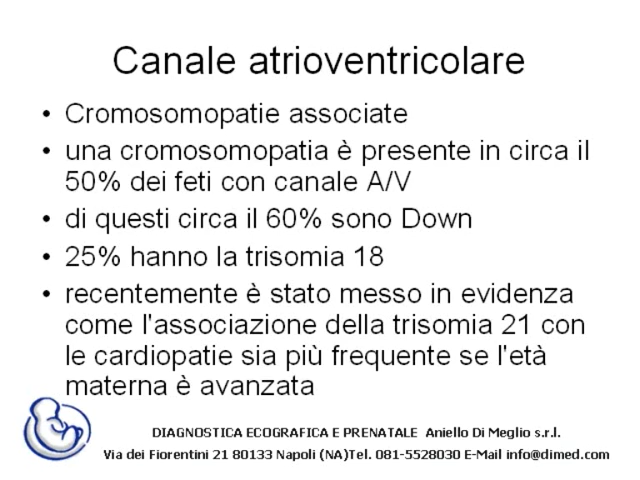 Canale atrioventricolare
• Cromosomopatie associate
• una cromosomopatia è presente in circa il
50% dei feti con canale A/V
• di questi circa il 60% sono Down
• 25% hanno la trisomia 18
• recentemente è stato messo in evidenza
come l'associazione della trisomia 21 con
le cardiopatie sia più frequente se l'età
materna è avanzata
DIAGNOSTICA ECOGRAFICA E PRENATALE Aniello Di Meglio s.r.l.
Via dei Fiorentini 21 80133 Napoli (NA)Tel. 081-5528030 E-Mail info@dimed.com